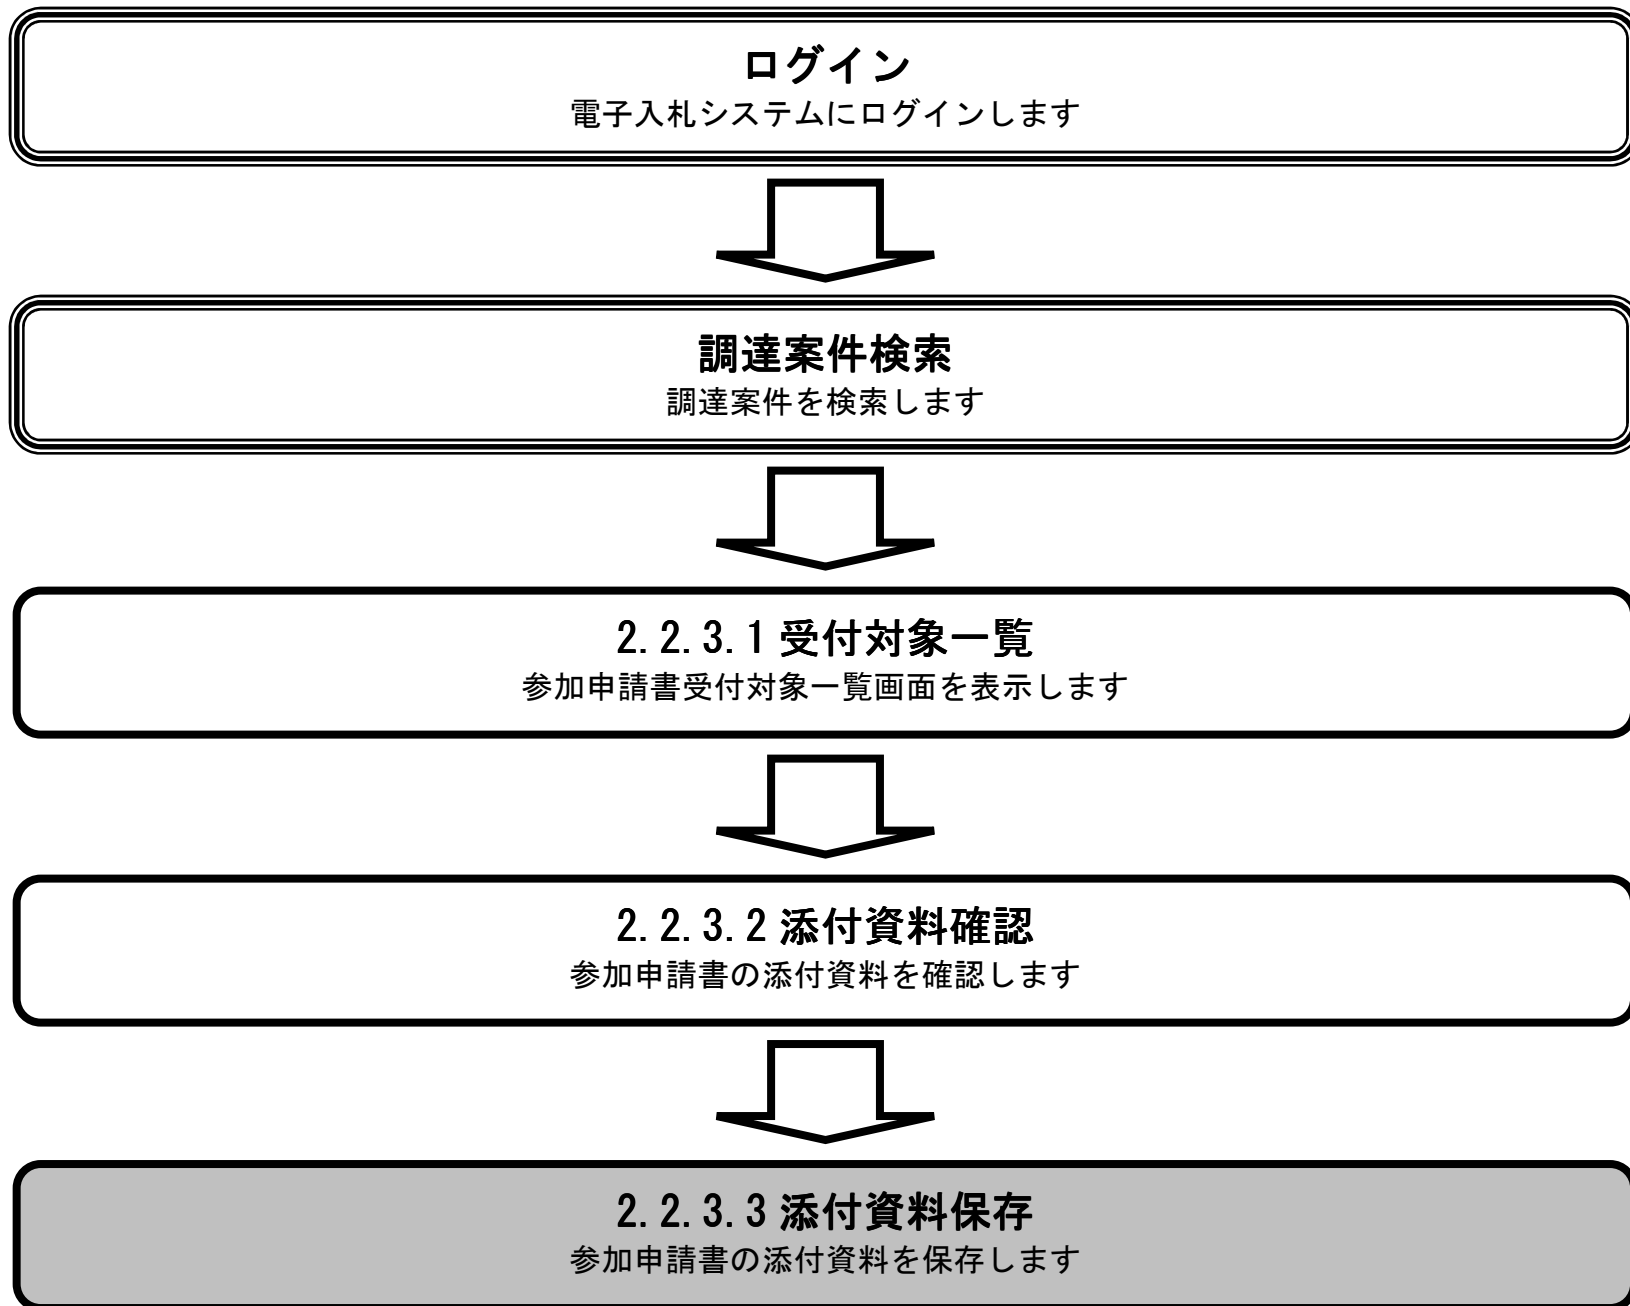 ログイン
電子入札システムにログインします
調達案件検索
調達案件を検索します
2.2.3.1 受付対象一覧
参加申請書受付対象一覧画面を表示します
2.2.3.2 添付資料確認
参加申請書の添付資料を確認します
2.2.3.3 添付資料保存
参加申請書の添付資料を保存します